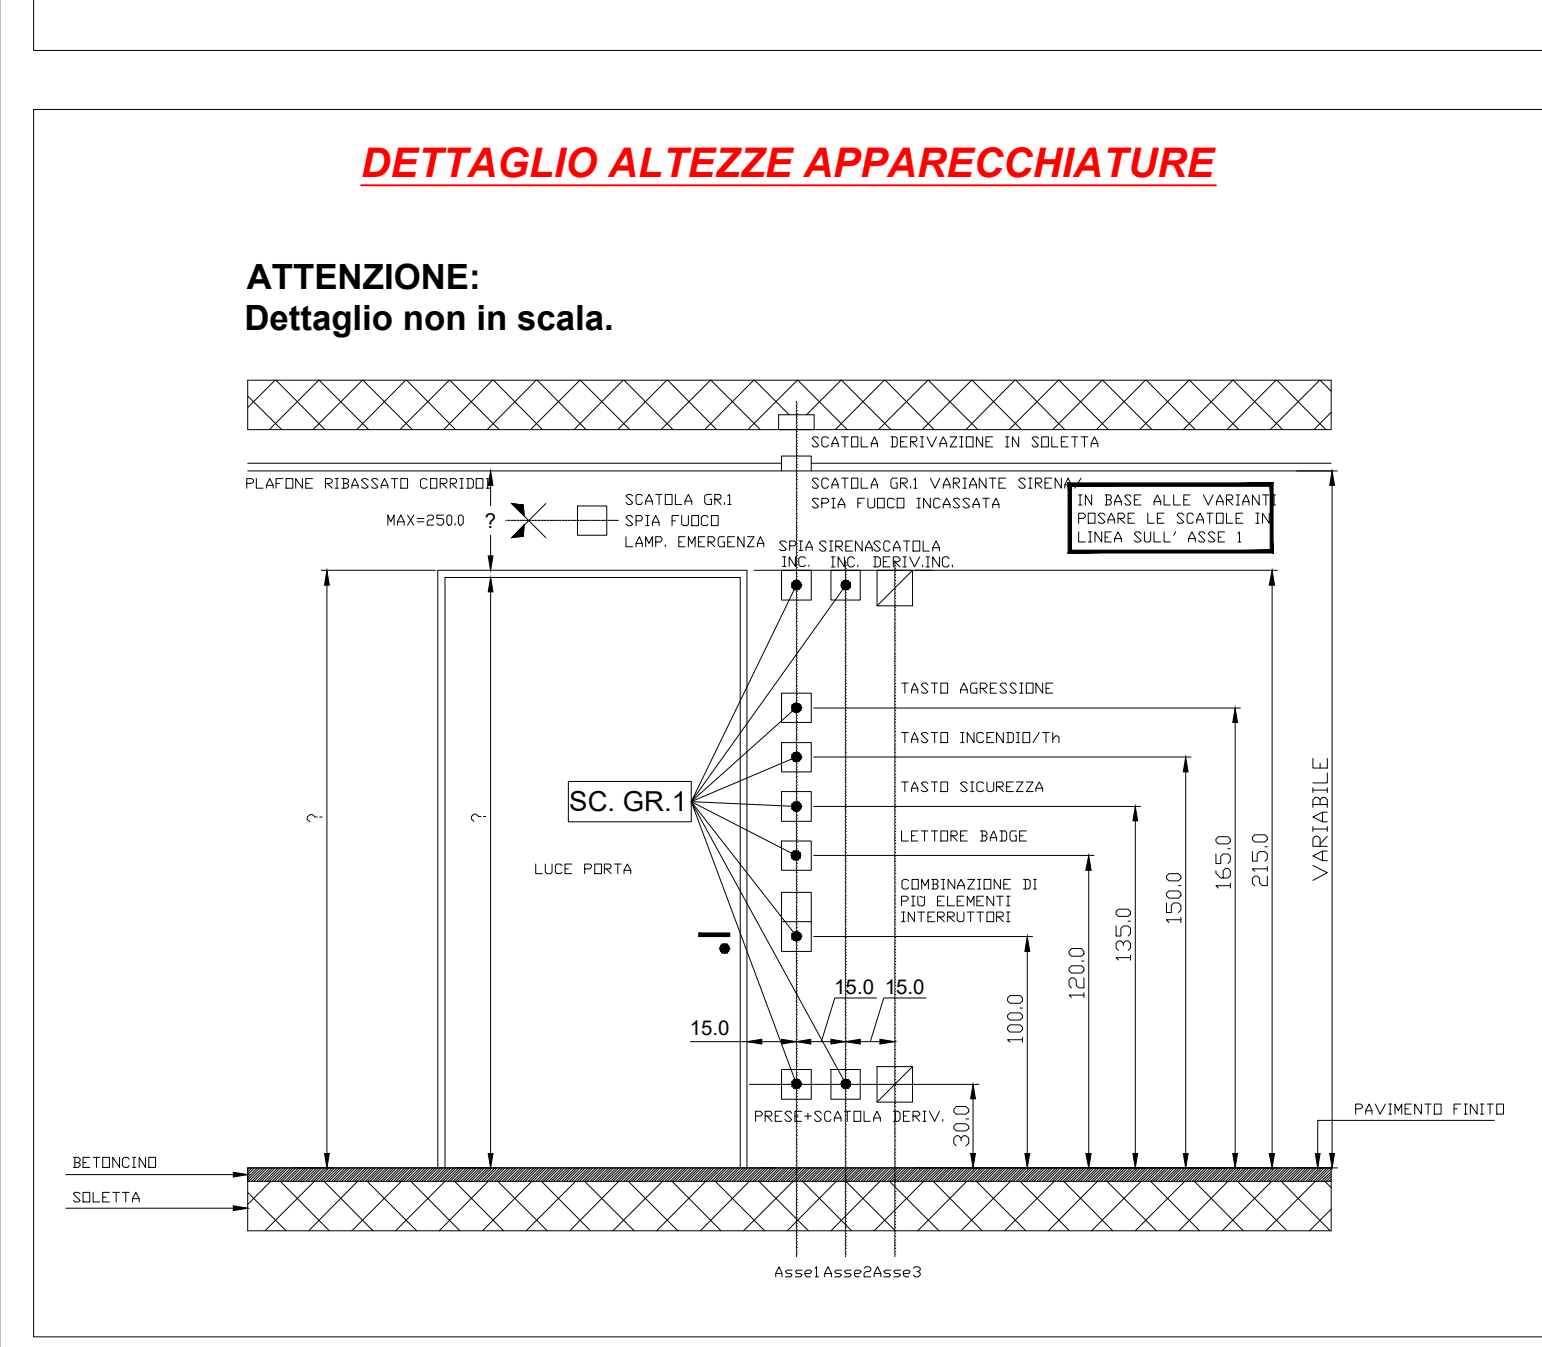 DETTAGLIO ALTEZZE APPARECCHIATURE
ATTENZIONE:
Dettaglio non in scala.
SCATOLA DERIVAZIONE IN SOLETTA
PLAFONE RIBASSATO CORRIDOI
SCATOLA GR.1 VARIANTE SIRENA/
SPIA FUOCO INCASSATA
IN BASE ALLE VARIANTI
POSARE LE SCATOLE IN
LINEA SULL' ASSE 1
MAX=250.0 ?
SCATOLA GR.1
SPIA FUOCO
LAMP. EMERGENZA
SPIA
INC.
SIRENA
INC.
SCATOLA
DERIV.INC.
TASTO AGRESSIONE
TASTO INCENDIO/Th
TASTO SICUREZZA
LETTORE BADGE
COMBINAZIONE DI
PIÙ ELEMENTI
INTERRUTTORI
SC. GR.1
LUCE PORTA
?
?
15.0
15.0
15.0
30.0
100.0
120.0
135.0
150.0
165.0
215.0
VARIABILE
PRESE+SCATOLA DERIV.
PAVIMENTO FINITO
BETONCINO
SOLETTA
Asse1 Asse2 Asse3